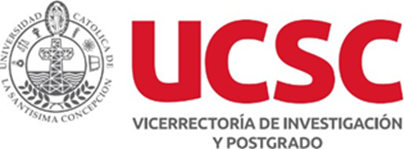 UNIVERSIDAD CATOLICA DE
LA SANTISIMA CONCEPCION
UCSC
VICERRECTORÍA DE INVESTIGACIÓN
Y POSTGRADO